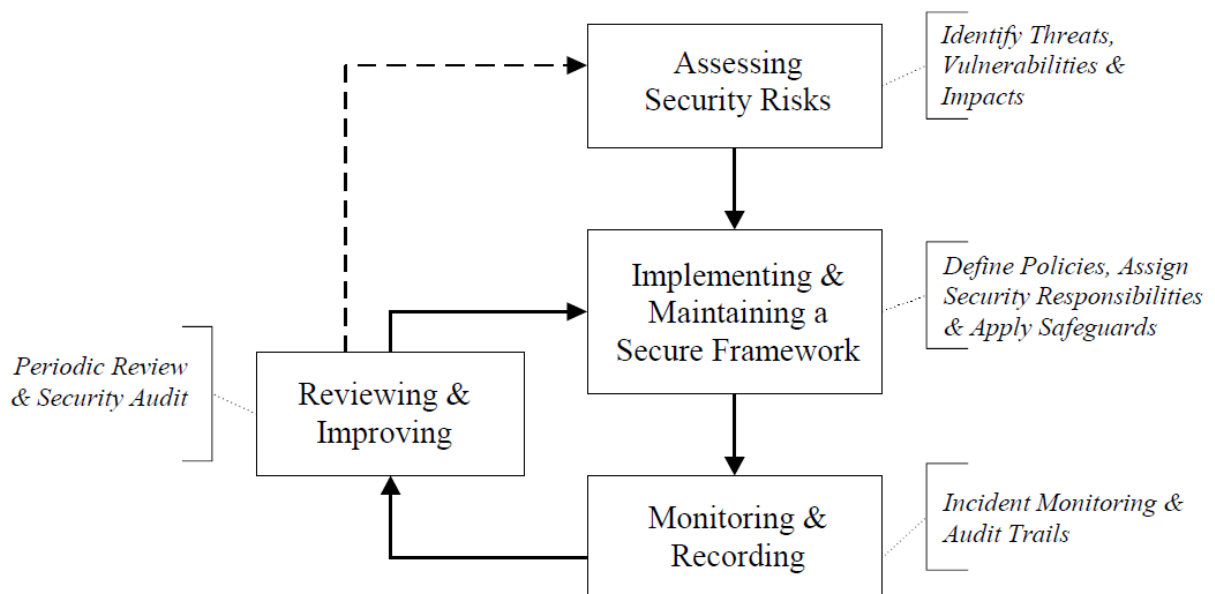 Assessing
Security Risks
Identify Threats,
Vulnerabilities &
Impacts
Implementing &
Maintaining a
Secure Framework
Define Policies, Assign
Security Responsibilities
& Apply Safeguards
Periodic Review
& Security Audit
Reviewing &
Improving
Monitoring &
Recording
Incident Monitoring &
Audit Trails